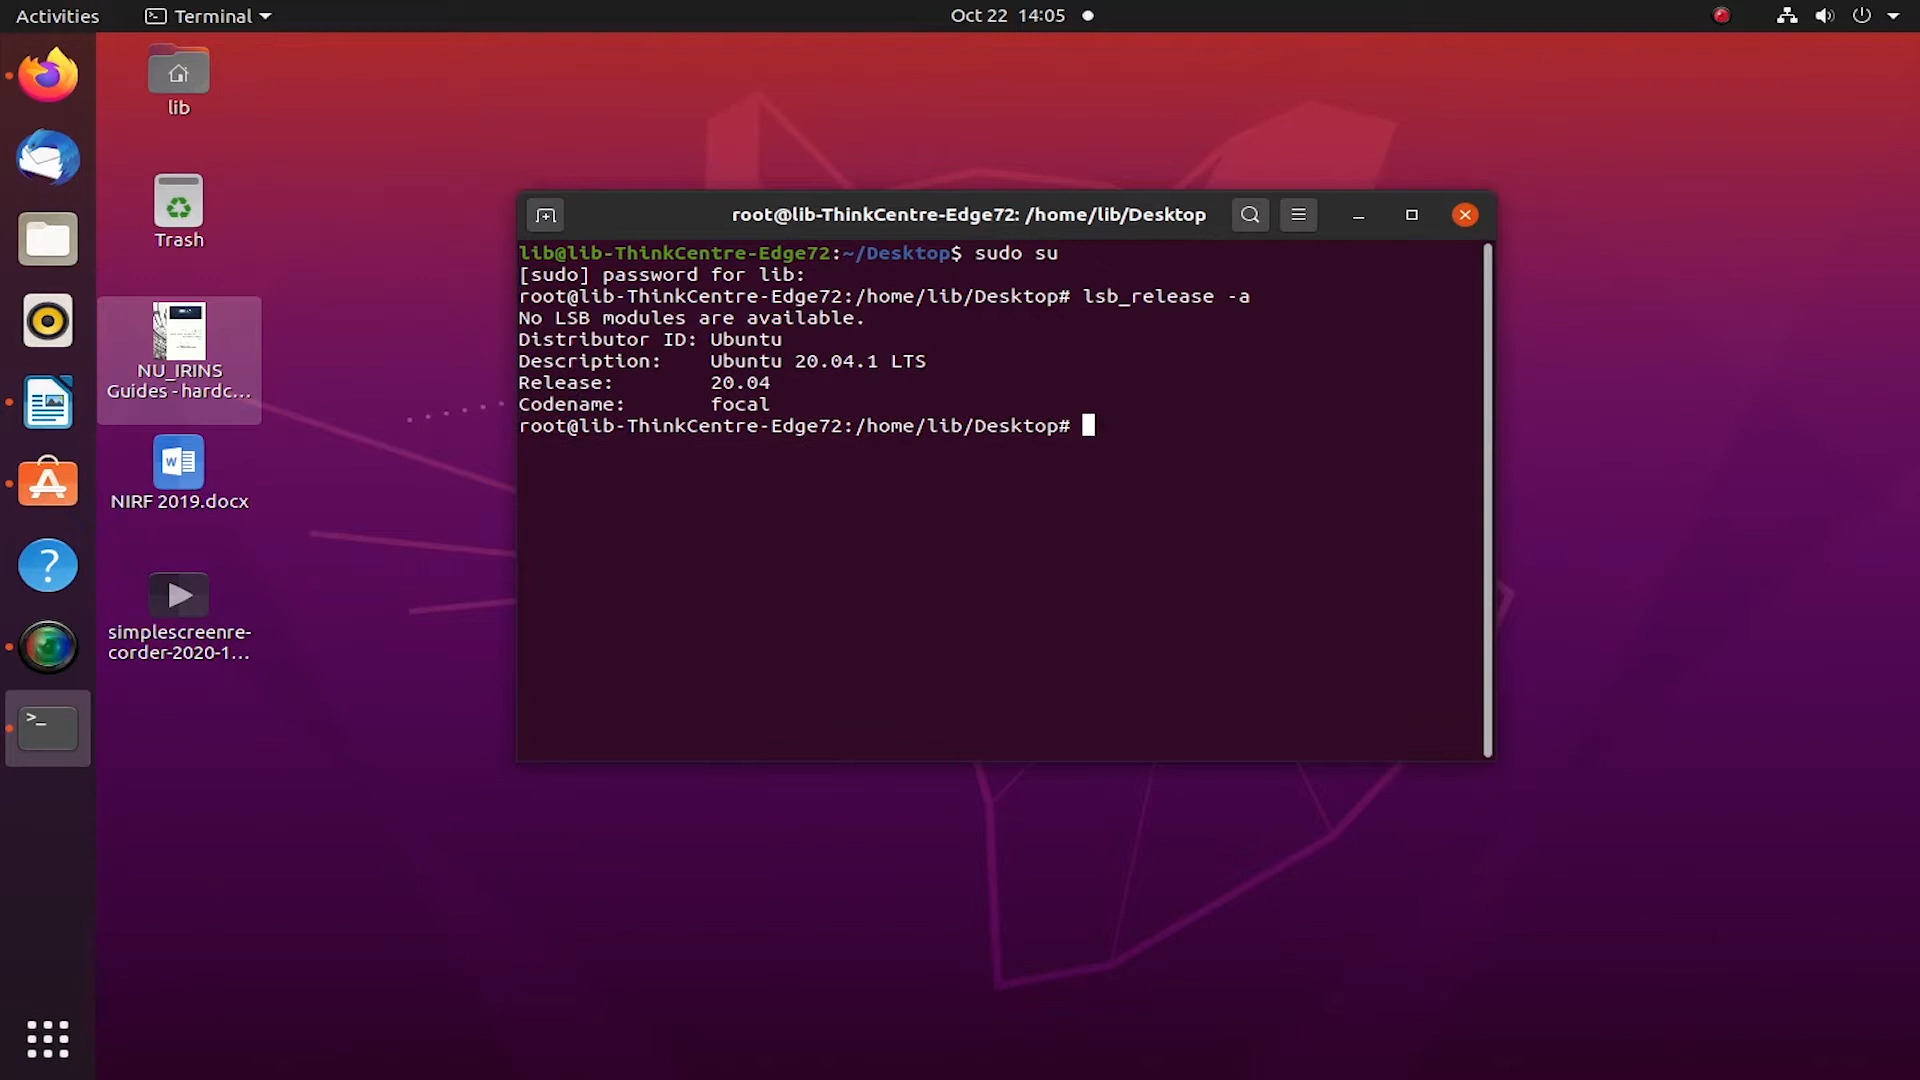 Activities
Terminal
Oct 22 14:05
lib
Trash
NU_IRINS
Guides - hardc...
NIRF 2019.docx
simplescreenre-
corder-2020-1...
root@lib-ThinkCentre-Edge72: /home/lib/Desktop
lib@lib-ThinkCentre-Edge72:~/Desktop$ sudo su
[sudo] password for lib:
root@lib-ThinkCentre-Edge72:/home/lib/Desktop# lsb_release -a
No LSB modules are available.
Distributor ID: Ubuntu
Description: Ubuntu 20.04.1 LTS
Release: 20.04
Codename: focal
root@lib-ThinkCentre-Edge72:/home/lib/Desktop#